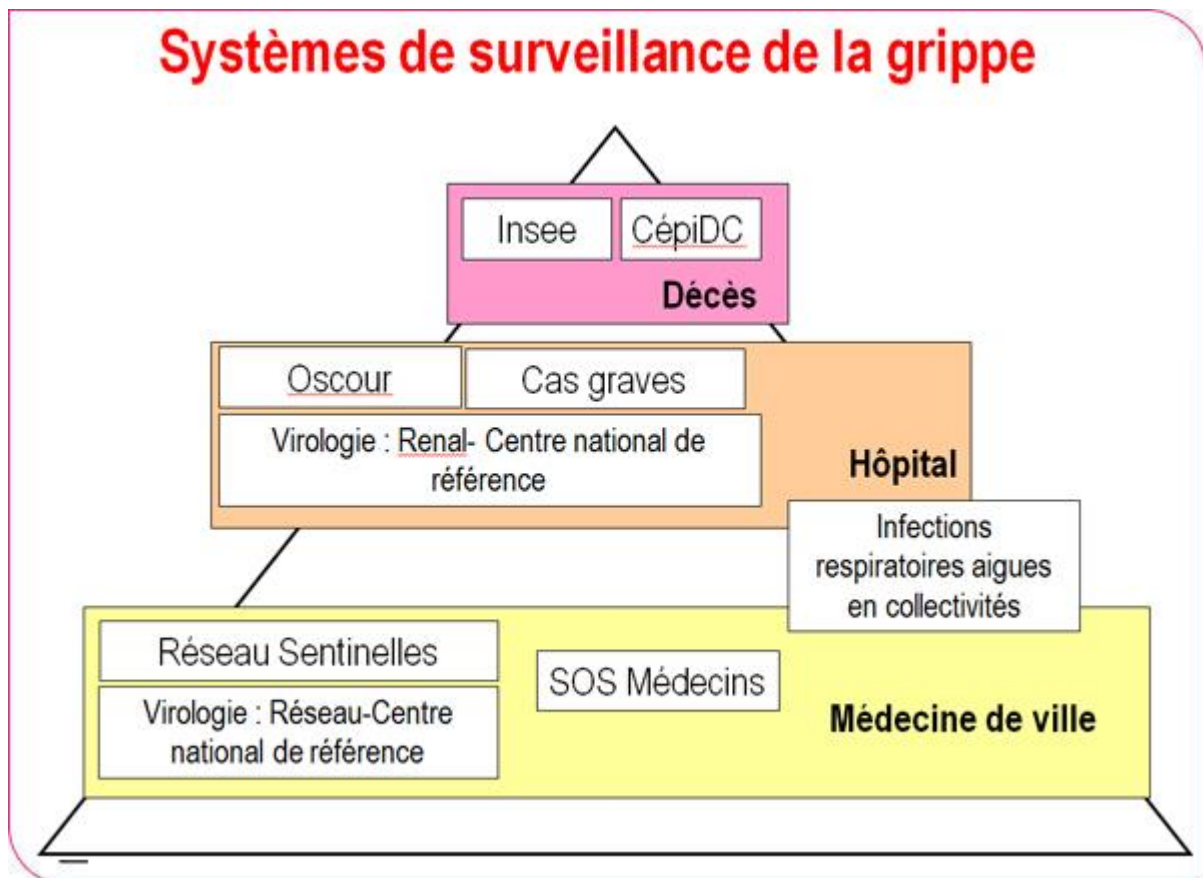 Systèmes de surveillance de la grippe
Insee
CépiDC
Décès
Oscour
Cas graves
Virologie : Renal- Centre national de
référence
Hôpital
Infections
respiratoires aigues
en collectivités
Réseau Sentinelles
SOS Médecins
Virologie : Réseau-Centre
national de référence
Médecine de ville